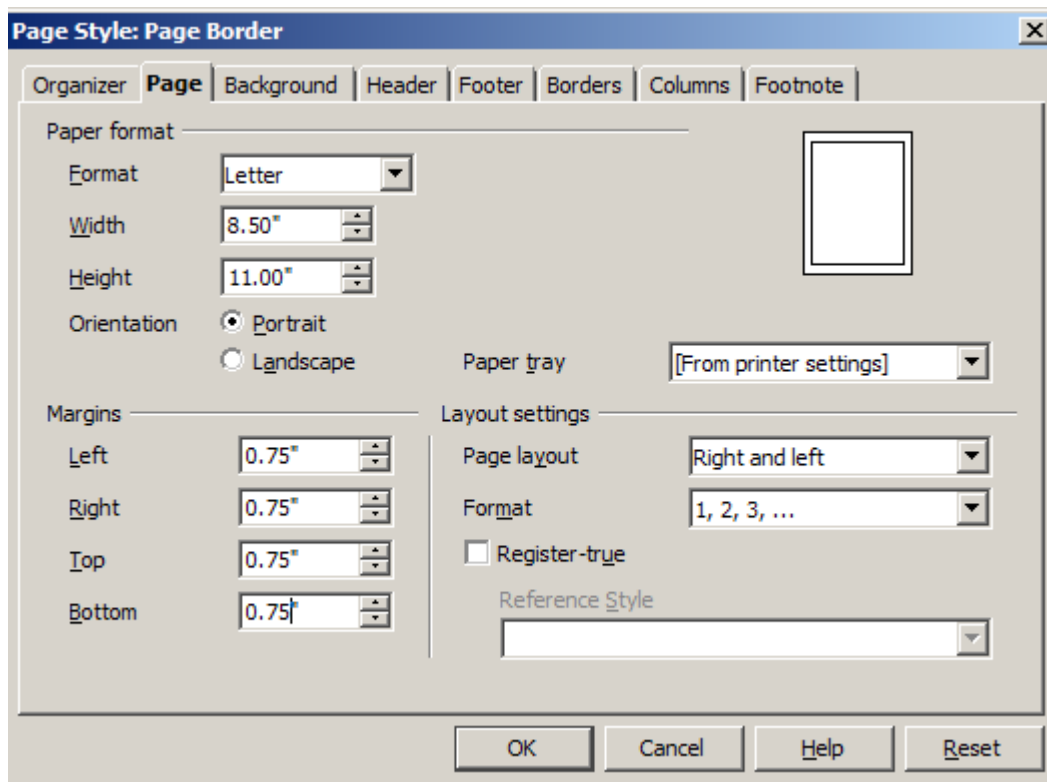 Page Style: Page Border
Organizer Page Background Header Footer Borders Columns Footnote
Paper format
Format Letter
Width 8.50"
Height 11.00"
Orientation Portrait
Landscape Paper tray [From printer settings]
Margins Layout settings
Left 0.75" Page layout Right and left
Right 0.75" Format 1, 2, 3, ...
Top 0.75" Register-true
Reference Style
Bottom 0.75"
OK Cancel Help Reset